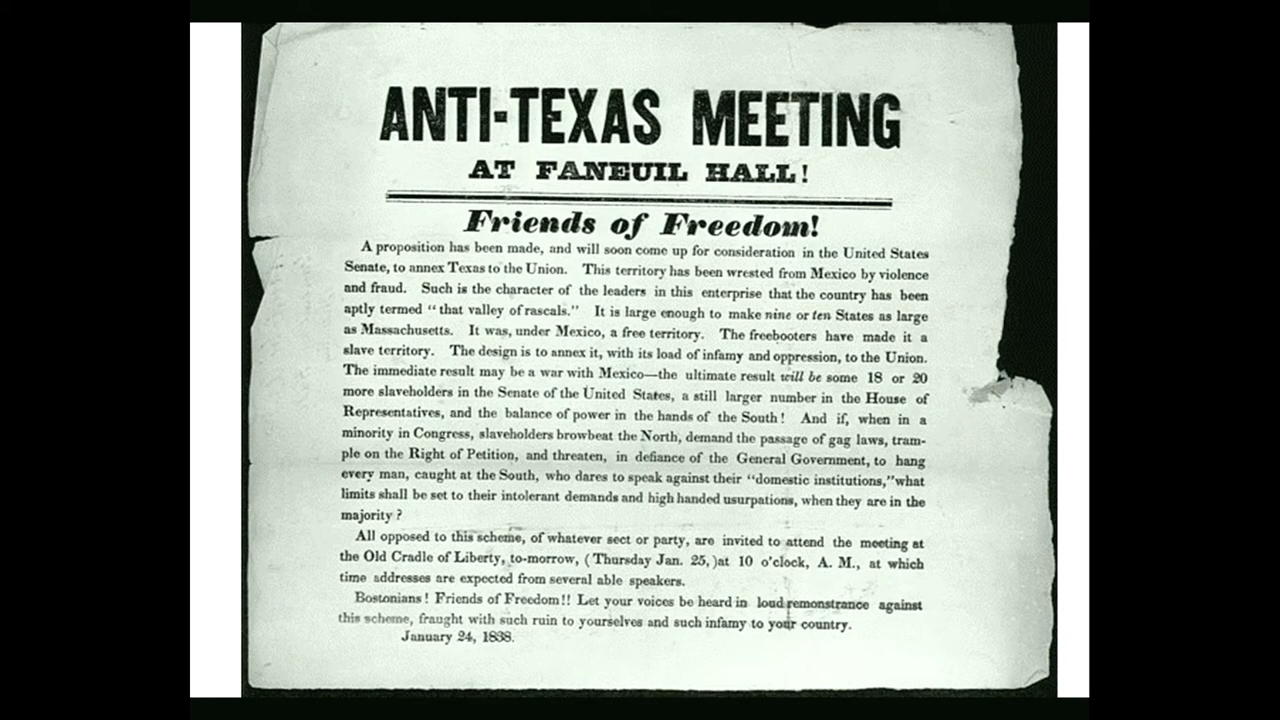 ANTI-TEXAS MEETING
AT FANEUIL HALL!
Friends of Freedom!
A proposition has been made, and will soon come up for consideration in the United States
Senate, to annex Texas to the Union. This territory has been wrested from Mexico by violence
and fraud. Such is the character of the leaders in this enterprise that the country has been
aptly termed "that valley of rascals." It is large enough to make nine or ten States as large
as Massachusetts. It was, under Mexico, a free territory. The freebooters have made it a
slave territory. The design is to annex it, with its load of infamy and oppression, to the Union.
The immediate result may be a war with Mexico—the ultimate result will be some 18 or 20
more slaveholders in the Senate of the United States, a still larger number in the House of
Representatives, and the balance of power in the hands of the South! And if, when in a
minority in Congress, slaveholders browbeat the North, demand the passage of gag laws, tram-
ple on the Right of Petition, and threaten, in defiance of the General Government, to hang
every man, caught at the South, who dares to speak against their "domestic institutions," what
limits shall be set to their intolerant demands and high handed usurpations, when they are in the
majority?
All opposed to this scheme, of whatever sect or party, are invited to attend the meeting at
the Old Cradle of Liberty, to-morrow, (Thursday Jan. 25,) at 10 o'clock, A. M., at which
time addresses are expected from several able speakers.
Bostonians! Friends of Freedom!! Let your voices be heard in loud remonstrance against
this scheme, fraught with such ruin to yourselves and such infamy to your country.
January 24, 1838.